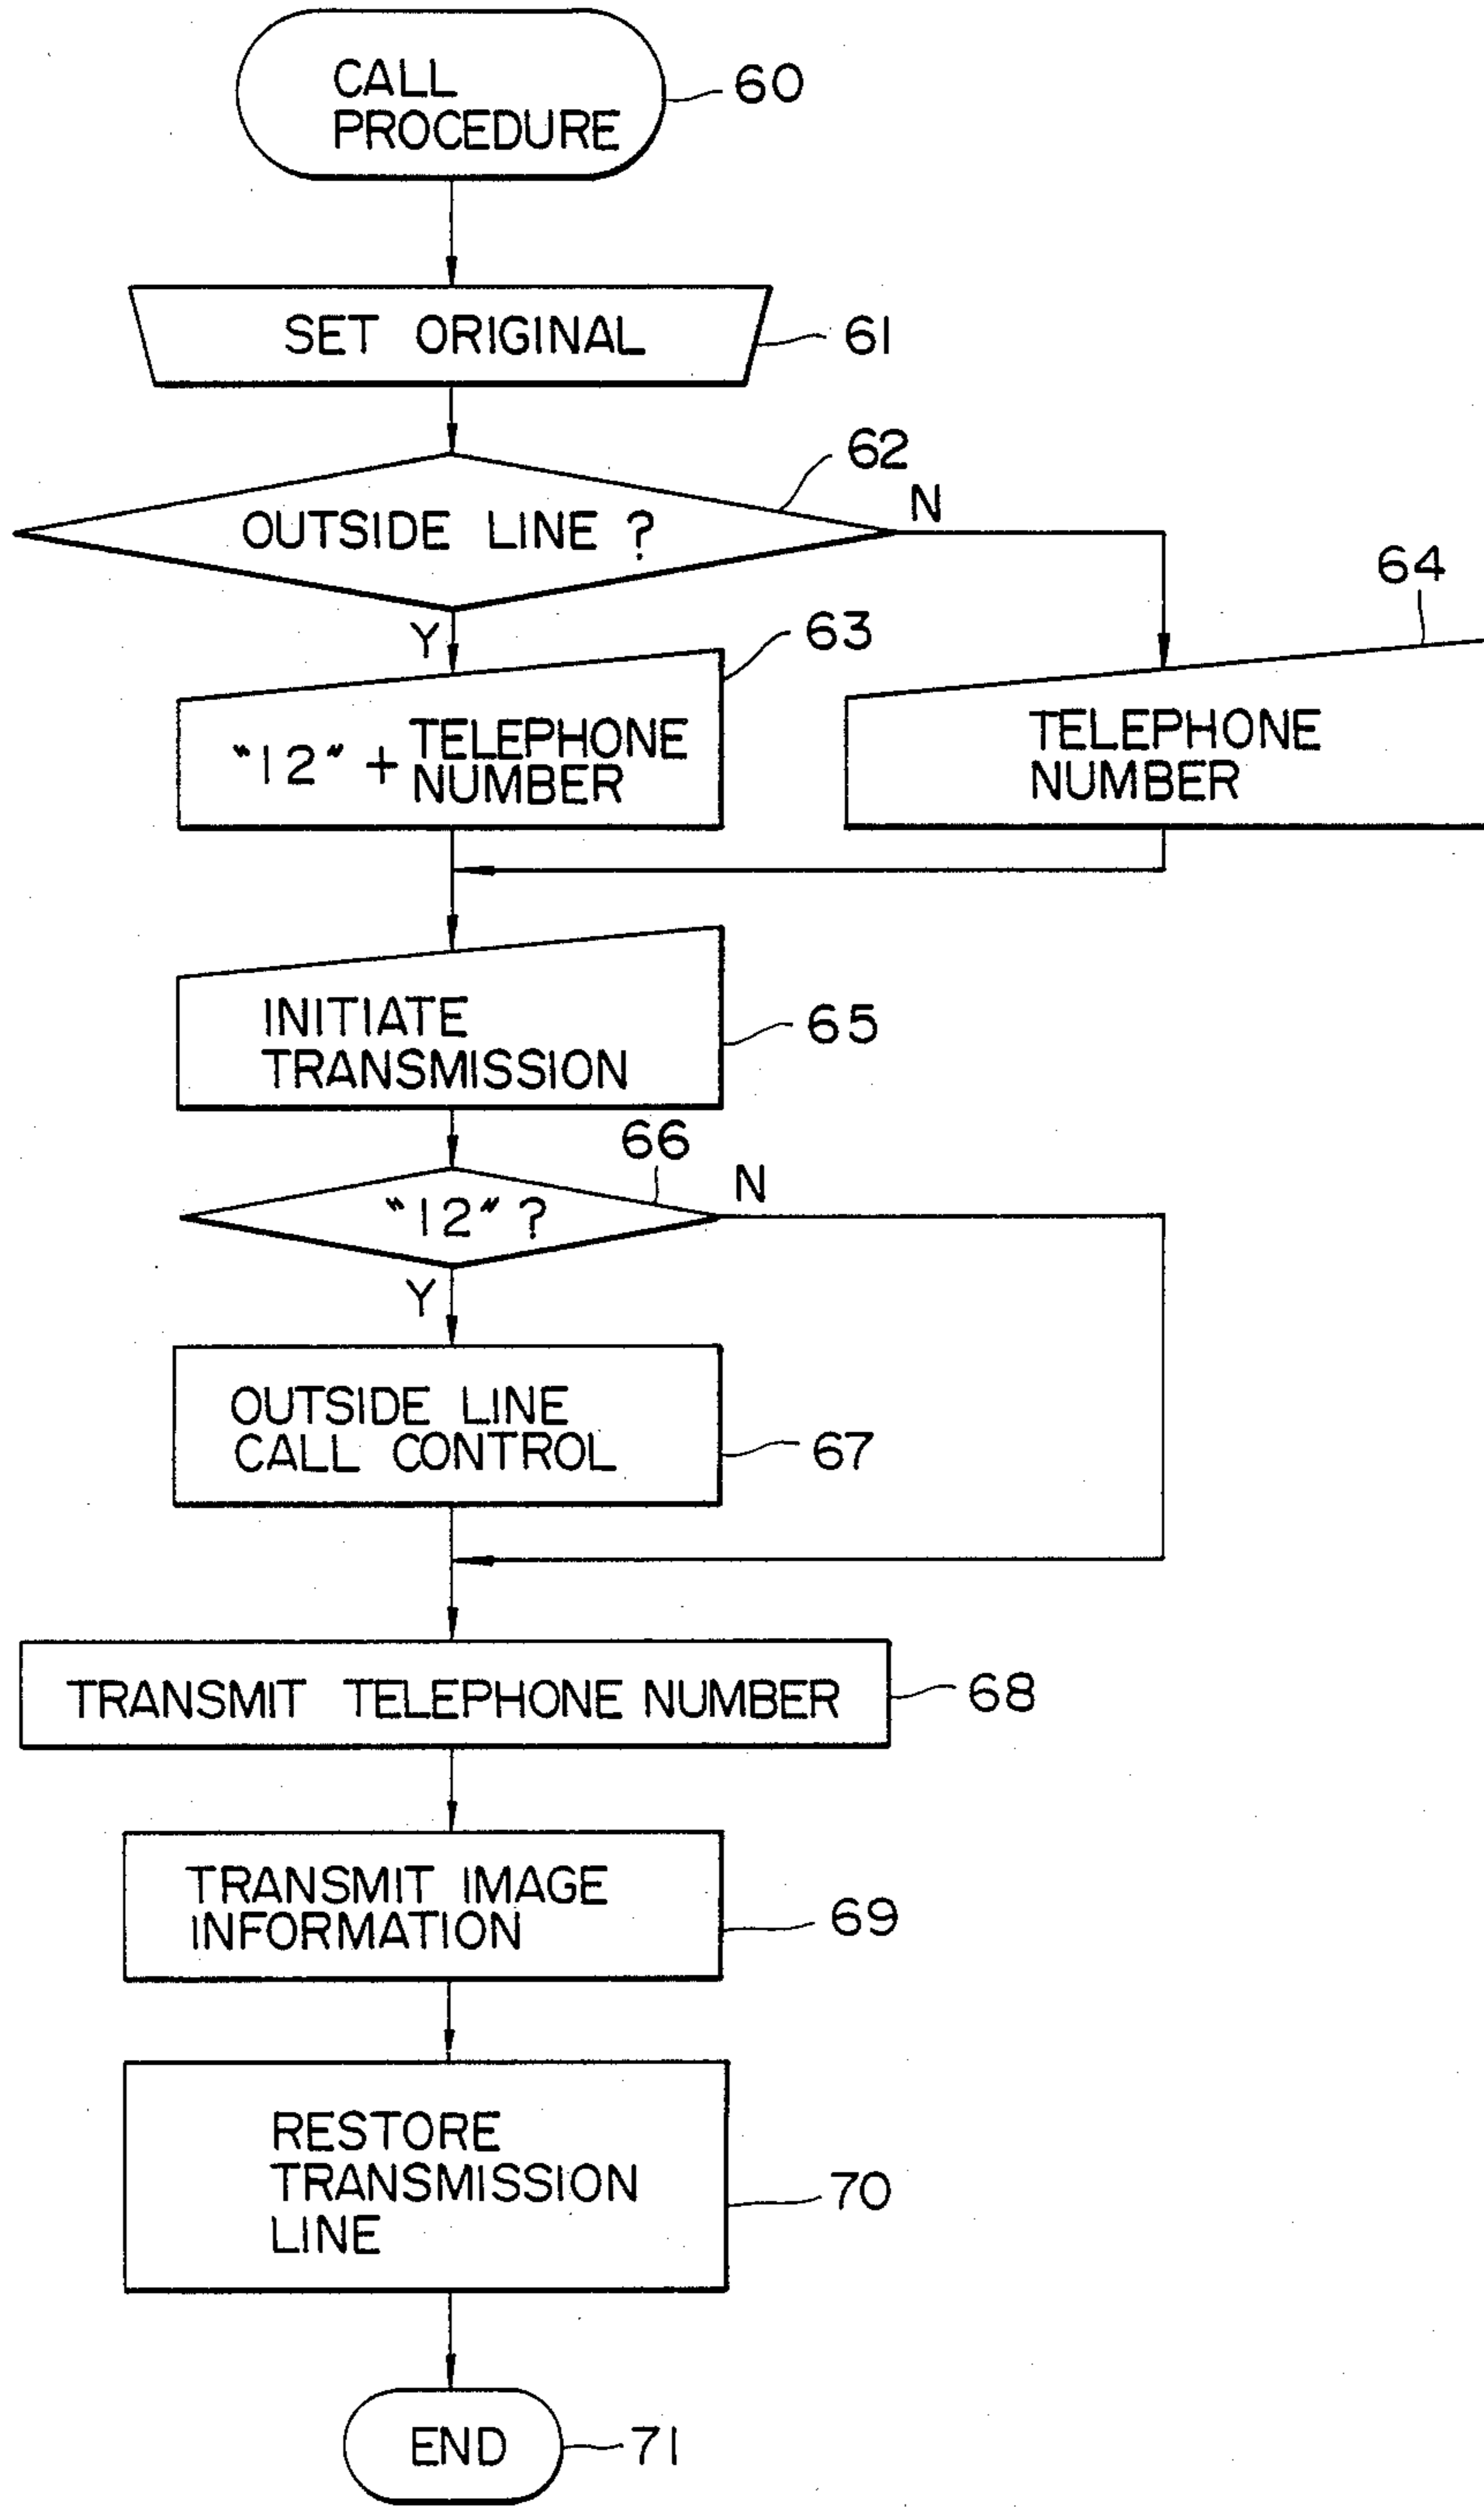 CALL
PROCEDURE
60
SET ORIGINAL
61
62
OUTSIDE LINE ?
N
64
Y
63
"12" + TELEPHONE
NUMBER
TELEPHONE
NUMBER
INITIATE
TRANSMISSION
65
66
"12" ?
N
Y
OUTSIDE LINE
CALL CONTROL
67
TRANSMIT TELEPHONE NUMBER
68
TRANSMIT IMAGE
INFORMATION
69
RESTORE
TRANSMISSION
LINE
70
END
71